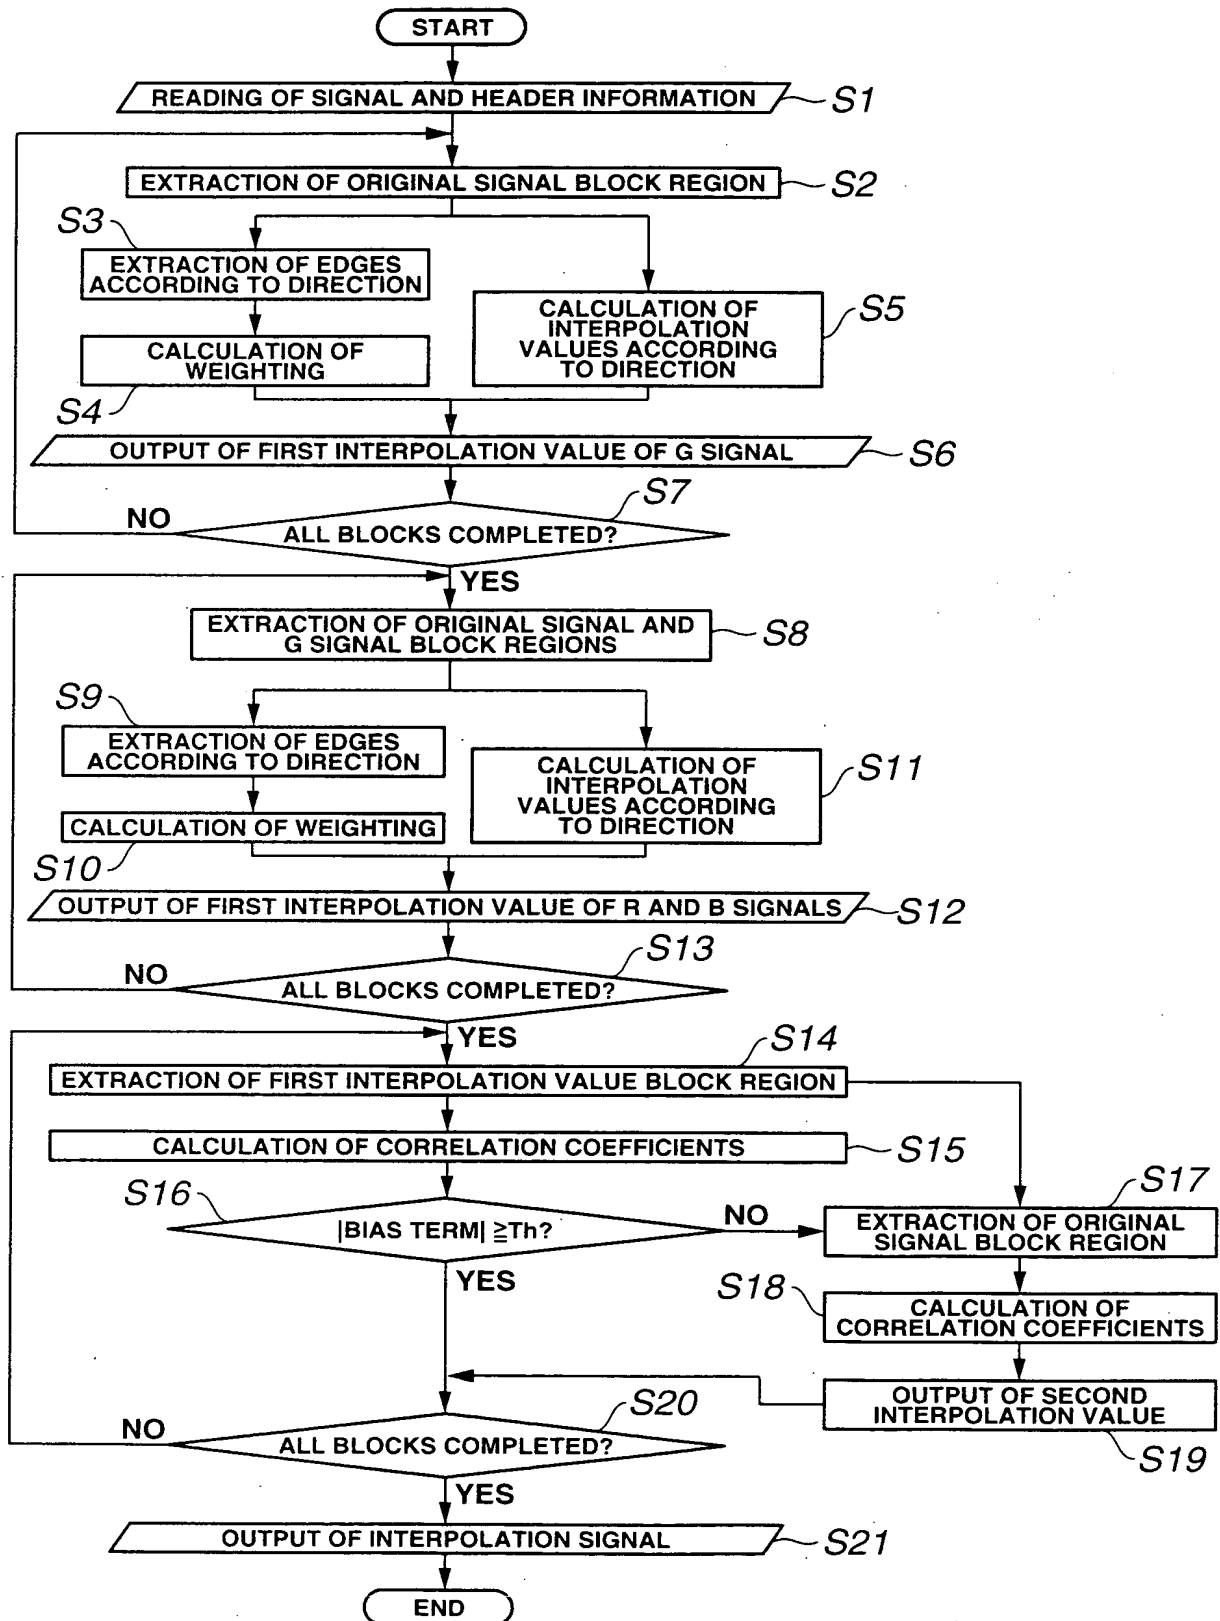 START
READING OF SIGNAL AND HEADER INFORMATION
S1
EXTRACTION OF ORIGINAL SIGNAL BLOCK REGION
S2
S3
EXTRACTION OF EDGES
ACCORDING TO DIRECTION
CALCULATION OF
INTERPOLATION
VALUES ACCORDING
TO DIRECTION
S5
CALCULATION OF
WEIGHTING
S4
OUTPUT OF FIRST INTERPOLATION VALUE OF G SIGNAL
S6
S7
NO
ALL BLOCKS COMPLETED?
YES
EXTRACTION OF ORIGINAL SIGNAL AND
G SIGNAL BLOCK REGIONS
S8
S9
EXTRACTION OF EDGES
ACCORDING TO DIRECTION
CALCULATION OF
INTERPOLATION
VALUES ACCORDING
TO DIRECTION
S11
CALCULATION OF WEIGHTING
S10
OUTPUT OF FIRST INTERPOLATION VALUE OF R AND B SIGNALS
S12
S13
NO
ALL BLOCKS COMPLETED?
YES
S14
EXTRACTION OF FIRST INTERPOLATION VALUE BLOCK REGION
CALCULATION OF CORRELATION COEFFICIENTS
S15
S16
|BIAS TERM| ≧Th?
NO
YES
S17
EXTRACTION OF ORIGINAL
SIGNAL BLOCK REGION
S18
CALCULATION OF
CORRELATION COEFFICIENTS
OUTPUT OF SECOND
INTERPOLATION VALUE
S19
S20
NO
ALL BLOCKS COMPLETED?
YES
OUTPUT OF INTERPOLATION SIGNAL
S21
END